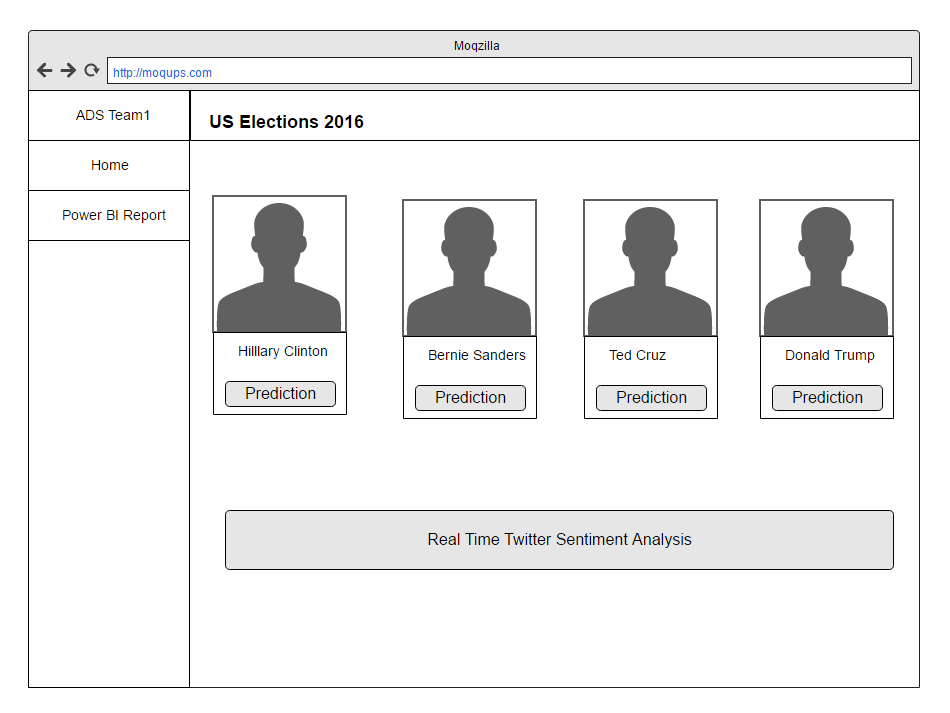 Moqzilla
http://moqups.com
ADS Team1
US Elections 2016
Home
Power BI Report
Hilllary Clinton
Bernie Sanders
Ted Cruz
Donald Trump
Prediction
Prediction
Prediction
Prediction
Real Time Twitter Sentiment Analysis